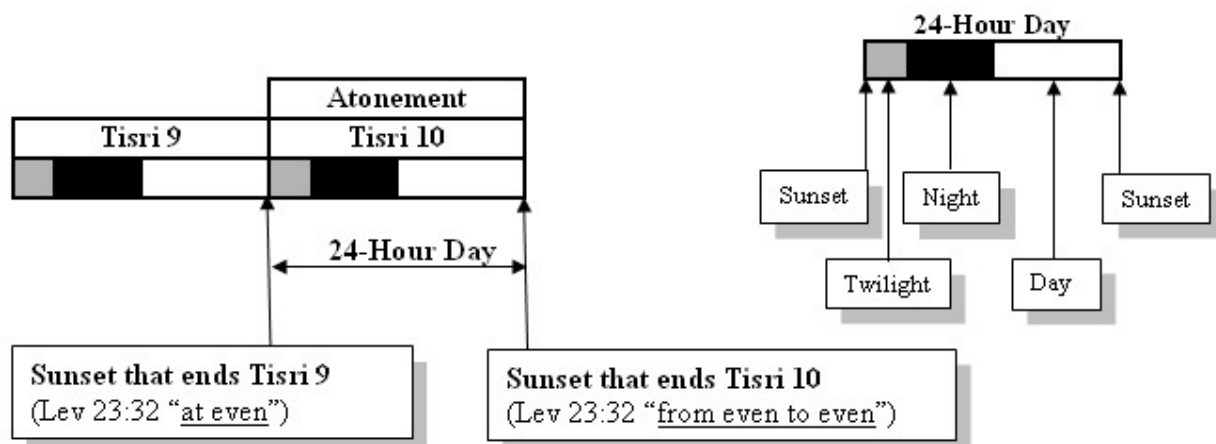 24-Hour Day
Atonement
Tisri 9
Tisri 10
Sunset
Night
Sunset
24-Hour Day
Twilight
Day
Sunset that ends Tisri 9
(Lev 23:32 “at even”)
Sunset that ends Tisri 10
(Lev 23:32 “from even to even”)